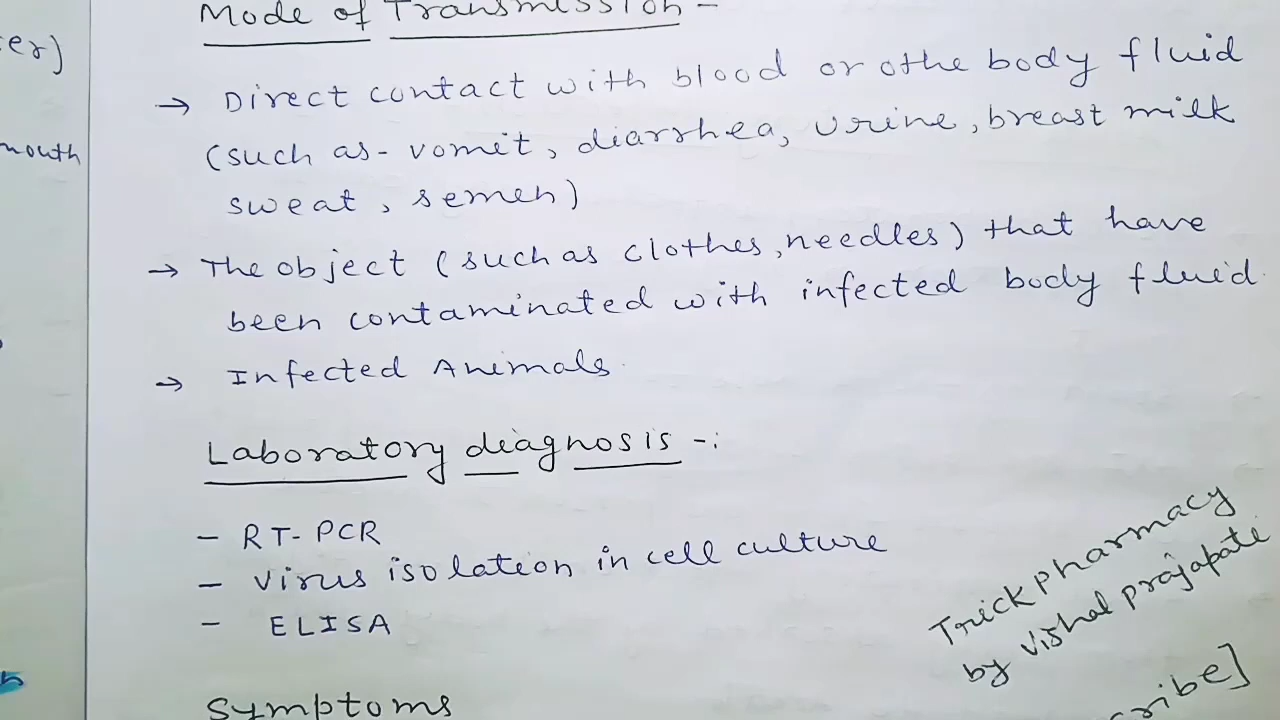 Mode of Transmission -
er)
→ Direct contact with blood or othe body fluid
mouth
(such as - vomit, diarrhea, urine, breast milk
sweat, semen)
→ The object (such as clothes, needles) that have
been contaminated with infected body fluid.
→ Infected Animals.
Laboratory diagnosis -:
- RT-PCR
- virus isolation in cell culture
- ELISA
Trick pharmacy
by vishal prajapati
Symptoms
cribe]